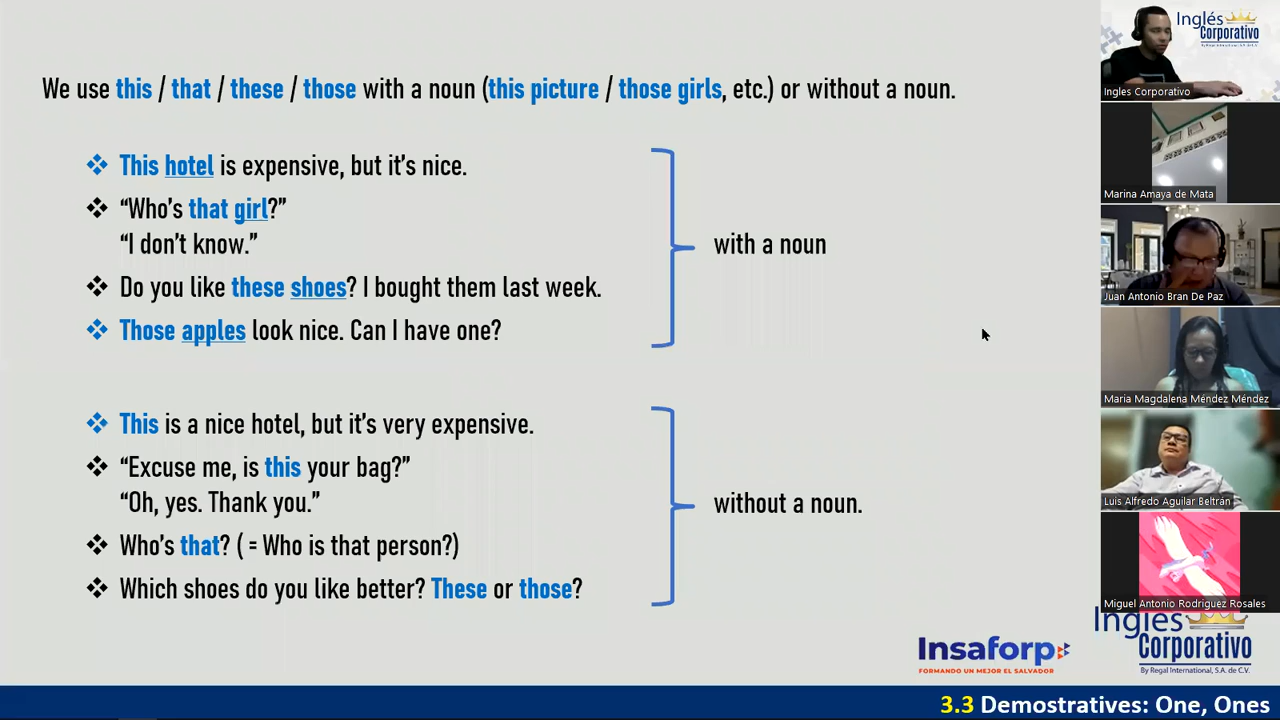 We use this / that / these / those with a noun (this picture / those girls, etc.) or without a noun.
This hotel is expensive, but it's nice.
“Who's that girl?”
“I don't know.”
Do you like these shoes? I bought them last week.
Those apples look nice. Can I have one?
with a noun
This is a nice hotel, but it's very expensive.
“Excuse me, is this your bag?”
“Oh, yes. Thank you.”
Who's that? ( = Who is that person?)
Which shoes do you like better? These or those?
without a noun.
Inglés
Corporativo
By Regal International, S.A. de C.V.
Ingles Corporativo
Marina Amaya de Mata
Juan Antonio Bran De Paz
Maria Magdalena Méndez Méndez
Luis Alfredo Aguilar Beltrán
Miguel Antonio Rodriguez Rosales
Insaforp
FORMANDO UN MEJOR EL SALVADOR
Inglés
Corporativo
By Regal International, S.A. de C.V.
3.3 Demostratives: One, Ones